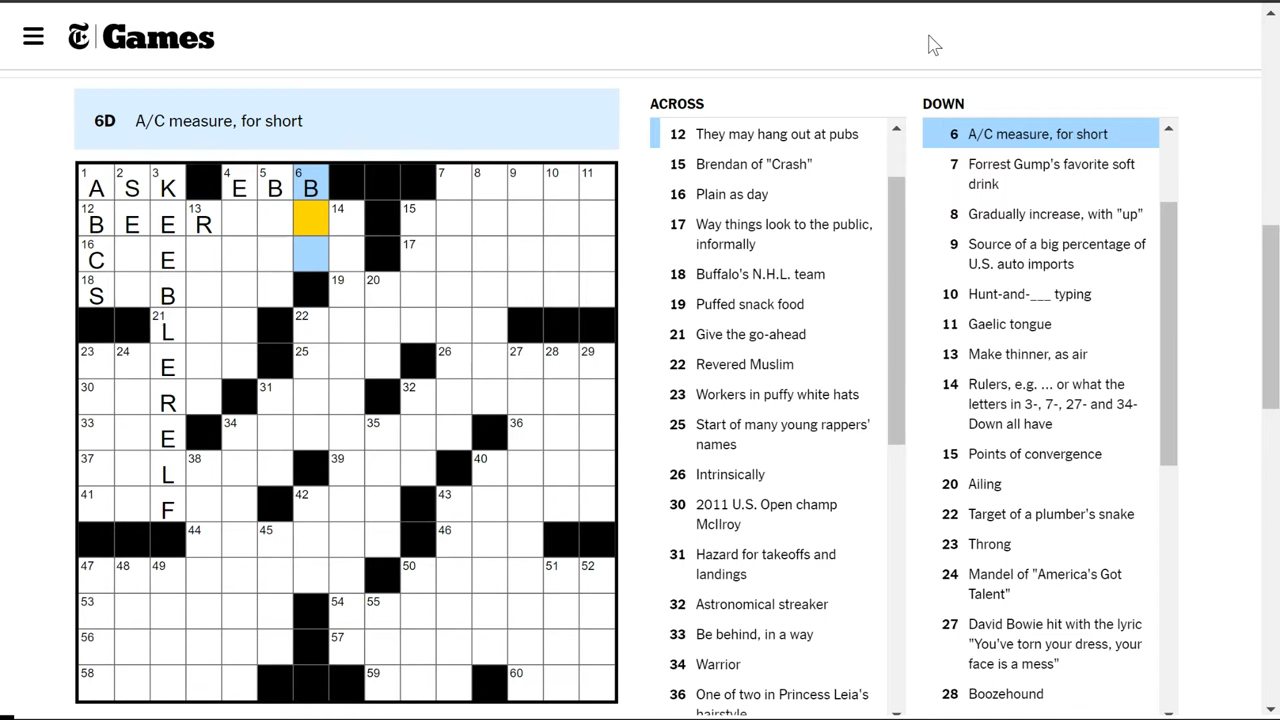 T Games
6D A/C measure, for short
1 2 3 4 5 6 7 8 9 10 11
A S K E B B
12 13 14 15
B E E R
16 17
C E
18 19 20
S B
21 22
L
23 24 25 26 27 28 29
E
30 31 32
R
33 34 35 36
E
37 38 39 40
L
41 42 43
F
44 45 46
47 48 49 50 51 52
53 54 55
56 57
58 59 60
ACROSS
12 They may hang out at pubs
15 Brendan of "Crash"
16 Plain as day
17 Way things look to the public,
informally
18 Buffalo's N.H.L. team
19 Puffed snack food
21 Give the go-ahead
22 Revered Muslim
23 Workers in puffy white hats
25 Start of many young rappers'
names
26 Intrinsically
30 2011 U.S. Open champ
McIlroy
31 Hazard for takeoffs and
landings
32 Astronomical streaker
33 Be behind, in a way
34 Warrior
36 One of two in Princess Leia's
hairstyle
DOWN
6 A/C measure, for short
7 Forrest Gump's favorite soft
drink
8 Gradually increase, with "up"
9 Source of a big percentage of
U.S. auto imports
10 Hunt-and-___ typing
11 Gaelic tongue
13 Make thinner, as air
14 Rulers, e.g. ... or what the
letters in 3-, 7-, 27- and 34-
Down all have
15 Points of convergence
20 Ailing
22 Target of a plumber's snake
23 Throng
24 Mandel of "America's Got
Talent"
27 David Bowie hit with the lyric
"You've torn your dress, your
face is a mess"
28 Boozehound